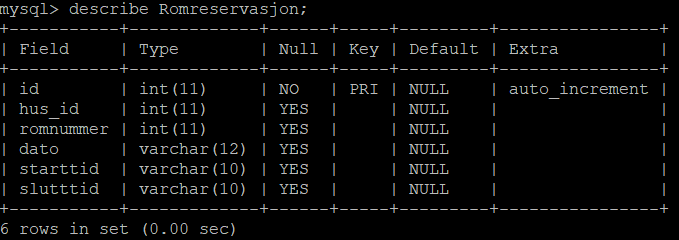 mysql> describe Romreservasjon;
+-----------+-------------+------+-----+---------+----------------+
| Field     | Type        | Null | Key | Default | Extra          |
+-----------+-------------+------+-----+---------+----------------+
| id        | int(11)     | NO   | PRI | NULL    | auto_increment |
| hus_id    | int(11)     | YES  |     | NULL    |                |
| romnummer | int(11)     | YES  |     | NULL    |                |
| dato      | varchar(12) | YES  |     | NULL    |                |
| starttid  | varchar(10) | YES  |     | NULL    |                |
| slutttid  | varchar(10) | YES  |     | NULL    |                |
+-----------+-------------+------+-----+---------+----------------+
6 rows in set (0.00 sec)